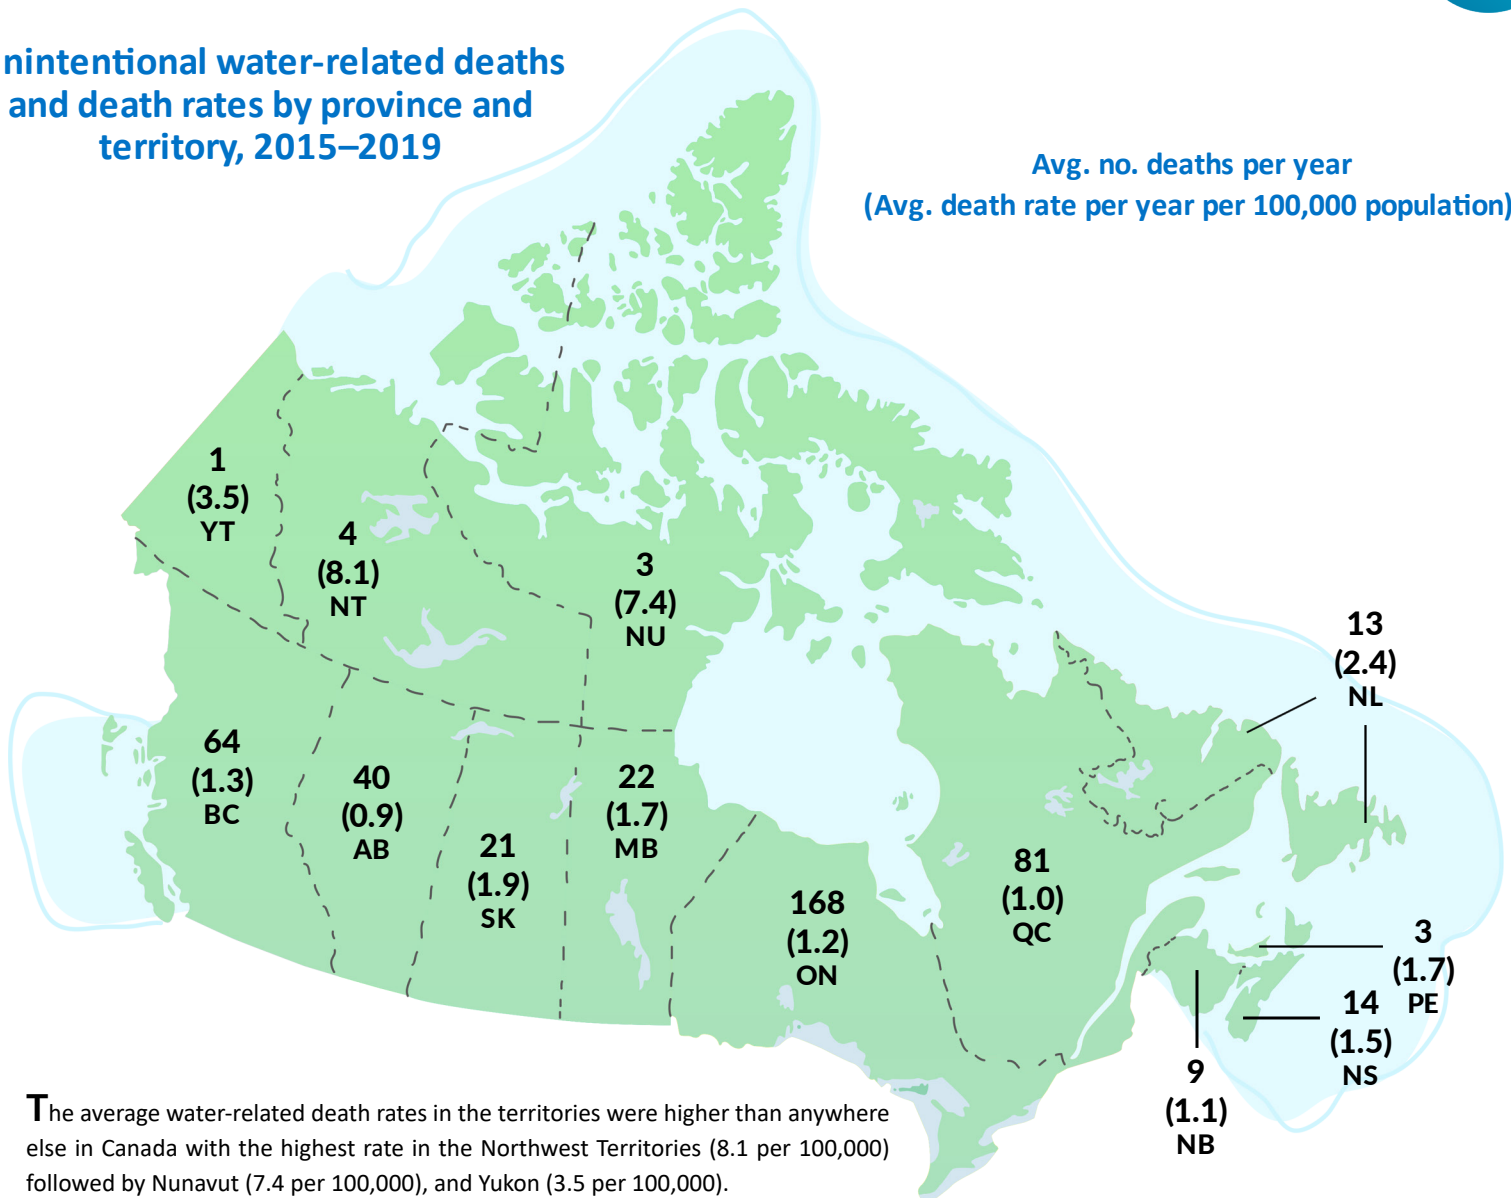 nintentional water-related deaths
and death rates by province and
territory, 2015–2019
Avg. no. deaths per year
(Avg. death rate per year per 100,000 population)
1
(3.5)
YT
4
(8.1)
NT
3
(7.4)
NU
13
(2.4)
NL
64
(1.3)
BC
40
(0.9)
AB
21
(1.9)
SK
22
(1.7)
MB
168
(1.2)
ON
81
(1.0)
QC
3
(1.7)
PE
14
(1.5)
NS
9
(1.1)
NB
The average water-related death rates in the territories were higher than anywhere
else in Canada with the highest rate in the Northwest Territories (8.1 per 100,000)
followed by Nunavut (7.4 per 100,000), and Yukon (3.5 per 100,000).